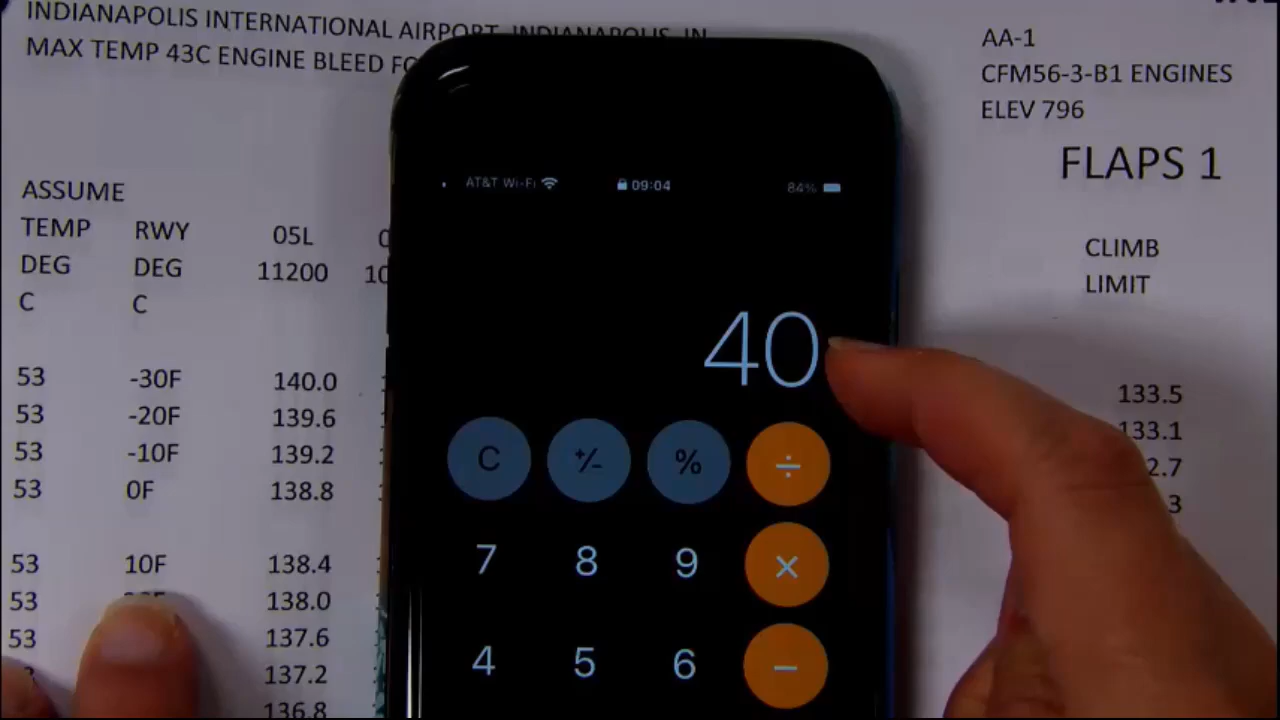 INDIANAPOLIS INTERNATIONAL AIRPORT, INDIANAPOLIS, IN
MAX TEMP 43C ENGINE BLEED
AA-1
CFM56-3-B1 ENGINES
ELEV 796
FLAPS 1
ASSUME
TEMP RWY 05L
DEG DEG 11200
C C
CLIMB
LIMIT
53 -30F 140.0 133.5
53 -20F 139.6 133.1
53 -10F 139.2
53 0F 138.8
53 10F 138.4
53 138.0
53 137.6
137.2
136.8
AT&T Wi-Fi 09:04 84%
40
C +/- % ÷
7 8 9 ×
4 5 6 −